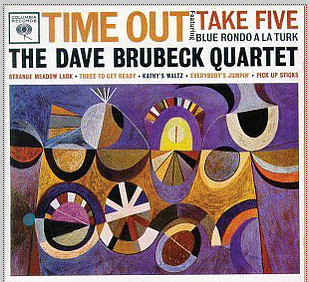 COLUMBIA RECORDS
TIME OUT Featuring TAKE FIVE
BLUE RONDO A LA TURK
THE DAVE BRUBECK QUARTET
STRANGE MEADOW LARK • THREE TO GET READY • KATHY'S WALTZ • EVERYBODY'S JUMPIN' • PICK UP STICKS